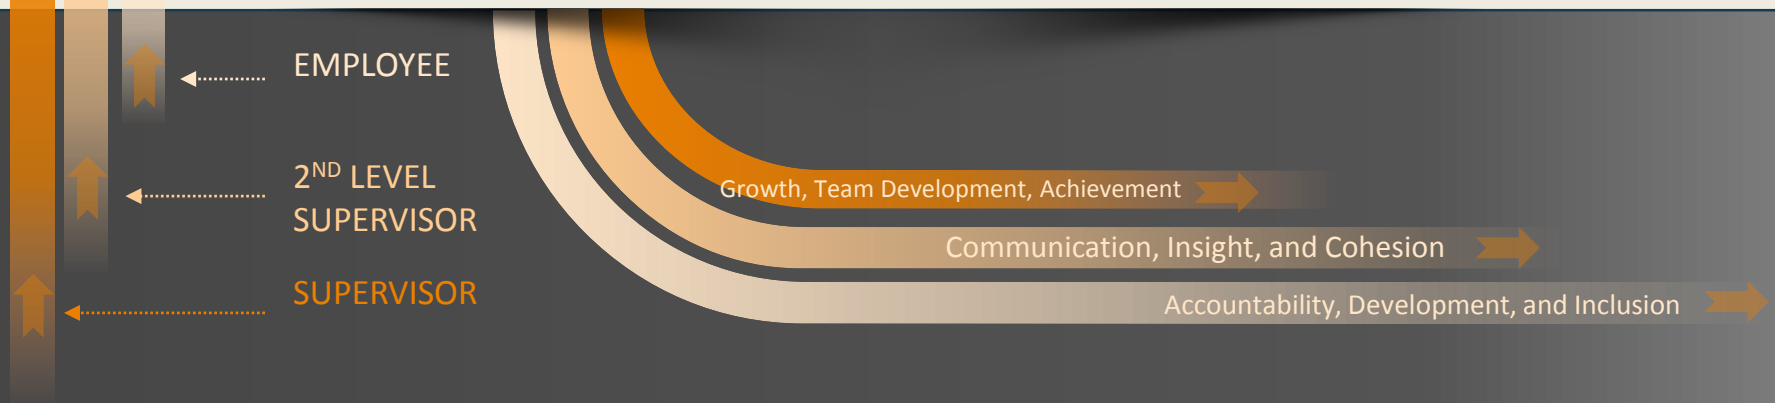 EMPLOYEE
2ND LEVEL
SUPERVISOR
SUPERVISOR
Growth, Team Development, Achievement
Communication, Insight, and Cohesion
Accountability, Development, and Inclusion